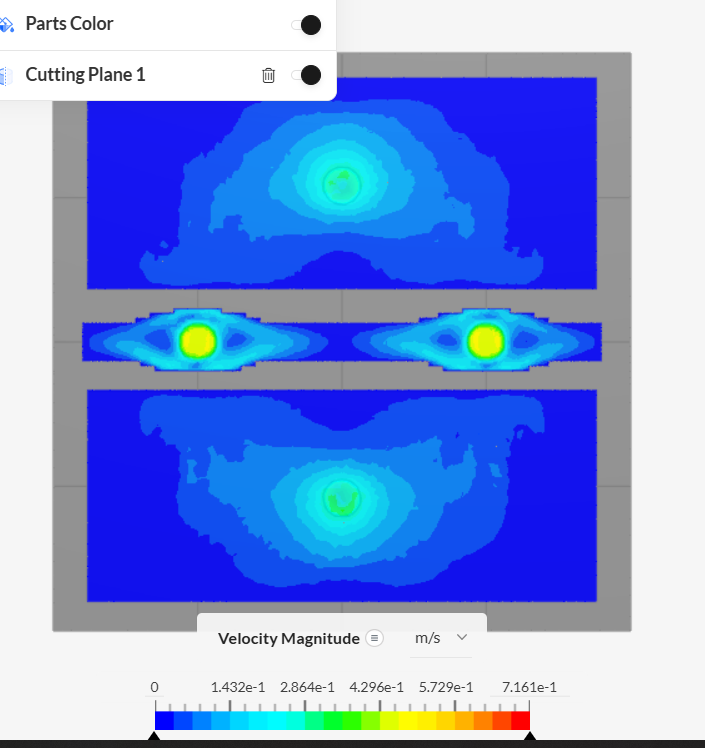 Parts Color
Cutting Plane 1
Velocity Magnitude m/s
0 1.432e-1 2.864e-1 4.296e-1 5.729e-1 7.161e-1